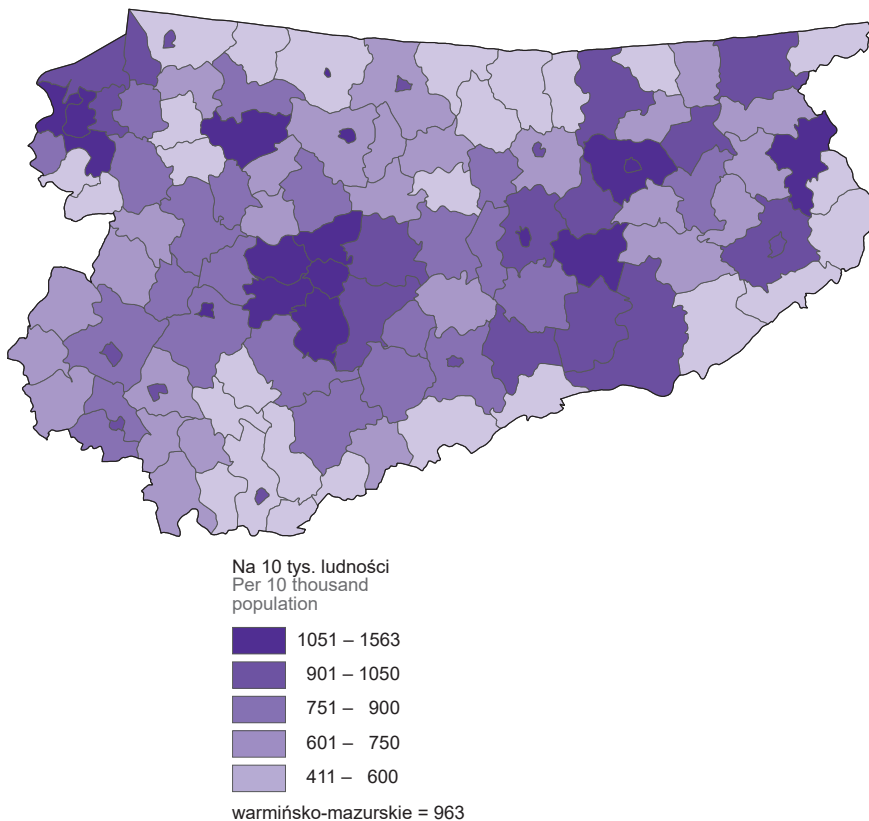 Na 10 tys. ludności
Per 10 thousand
population
1051 – 1563
901 – 1050
751 – 900
601 – 750
411 – 600
warmińsko-mazurskie = 963